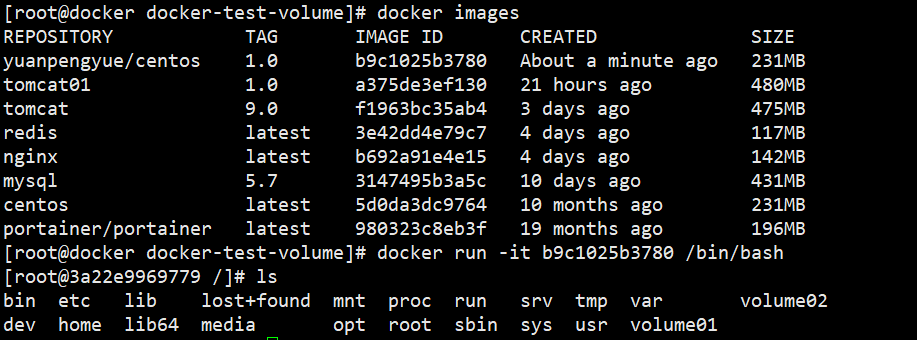 [root@docker docker-test-volume]# docker images
REPOSITORY TAG IMAGE ID CREATED SIZE
yuanpengyue/centos 1.0 b9c1025b3780 About a minute ago 231MB
tomcat01 1.0 a375de3ef130 21 hours ago 480MB
tomcat 9.0 f1963bc35ab4 3 days ago 475MB
redis latest 3e42dd4e79c7 4 days ago 117MB
nginx latest b692a91e4e15 4 days ago 142MB
mysql 5.7 3147495b3a5c 10 days ago 431MB
centos latest 5d0da3dc9764 10 months ago 231MB
portainer/portainer latest 980323c8eb3f 19 months ago 196MB
[root@docker docker-test-volume]# docker run -it b9c1025b3780 /bin/bash
[root@3a22e9969779 /]# ls
bin etc lib lost+found mnt proc run srv tmp var volume02
dev home lib64 media opt root sbin sys usr volume01